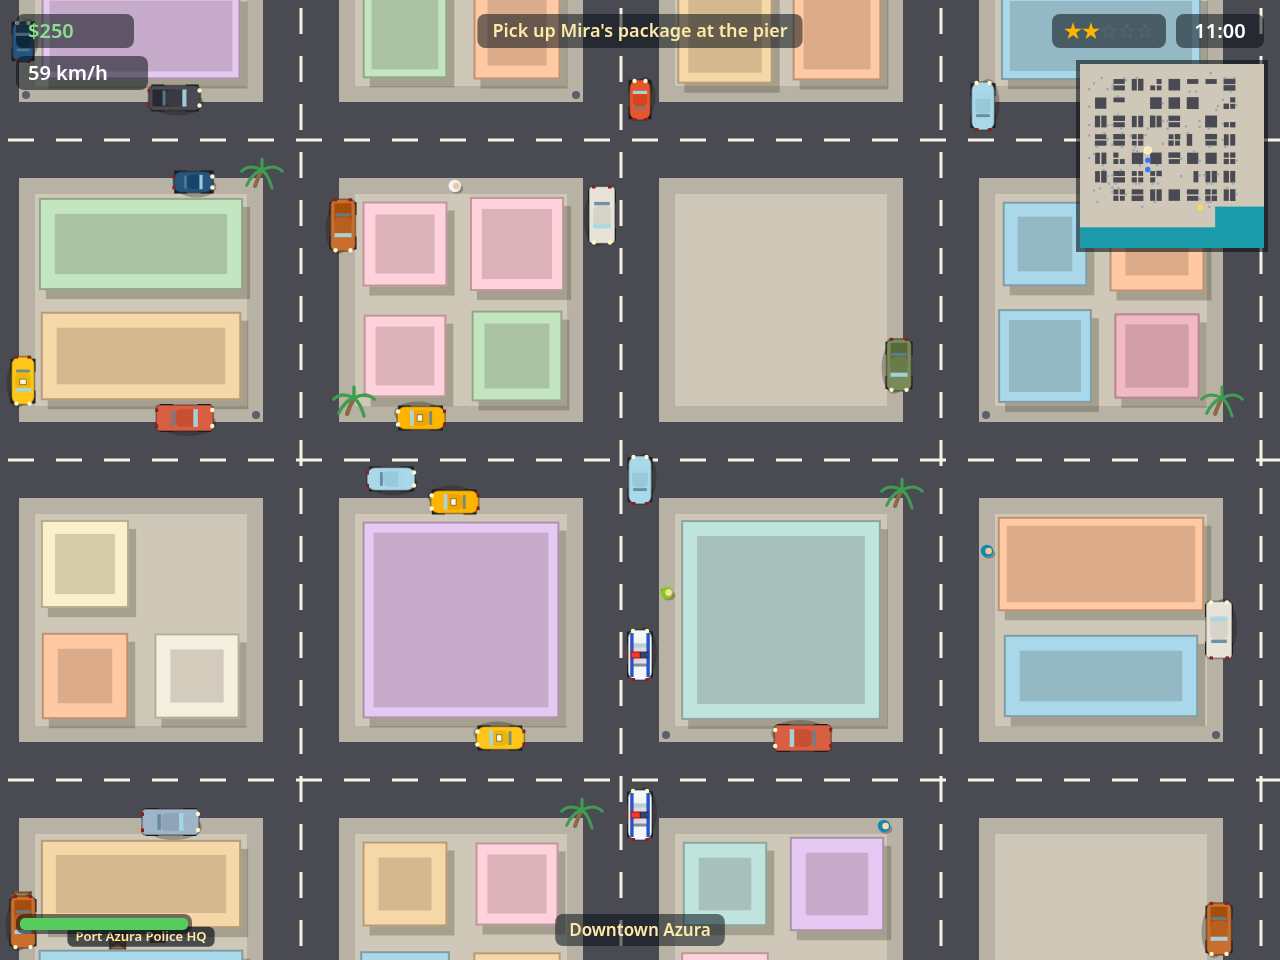 $250
Pick up Mira's package at the pier
11:00
59 km/h
Port Azura Police HQ
Downtown Azura